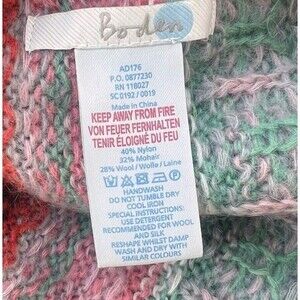 Boden
AD176
P.O. 0877230
RN 118027
SC 0192 / 0019
Made in China
KEEP AWAY FROM FIRE
VON FEUER FERNHALTEN
TENIR ÉLOIGNÉ DU FEU
40% Nylon
32% Mohair
28% Wool / Wolle / Laine
HANDWASH
DO NOT TUMBLE DRY
COOL IRON
SPECIAL INSTRUCTIONS
USE DETERGENT
RECOMMENDED FOR WOOL
AND SILK
RESHAPE WHILST DAMP
WASH AND DRY WITH
SIMILAR COLOURS